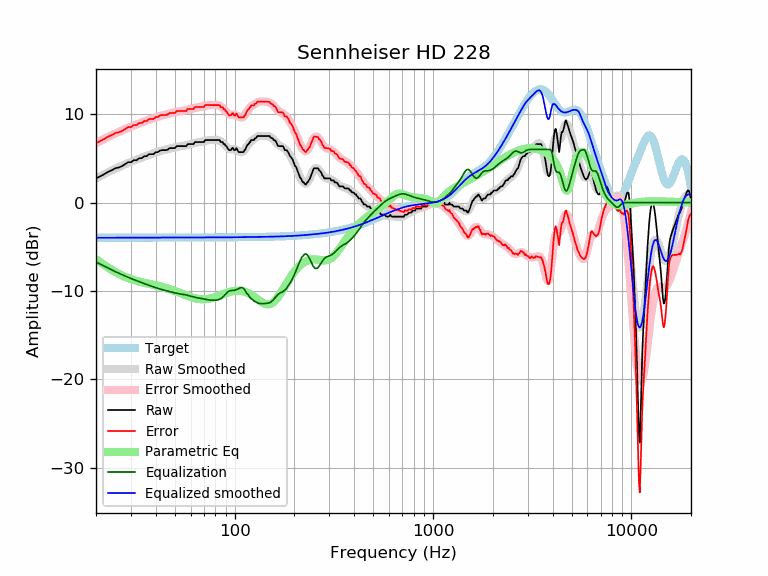 Sennheiser HD 228
Amplitude (dBr)
10
0
−10
−20
−30
Target
Raw Smoothed
Error Smoothed
Raw
Error
Parametric Eq
Equalization
Equalized smoothed
100
1000
10000
Frequency (Hz)